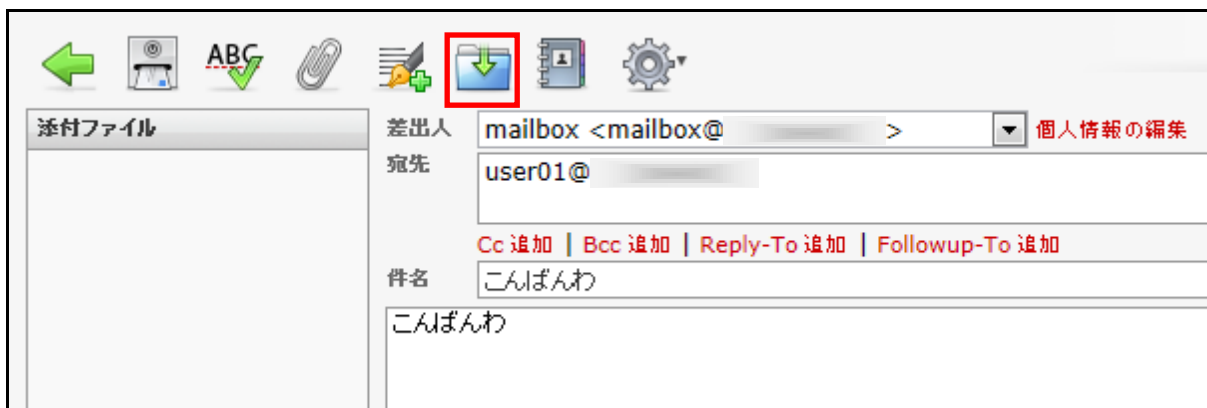 ABC
添付ファイル
差出人 mailbox <mailbox@ > 個人情報の編集
宛先 user01@
Cc 追加 | Bcc 追加 | Reply-To 追加 | Followup-To 追加
件名 こんばんわ
こんばんわ